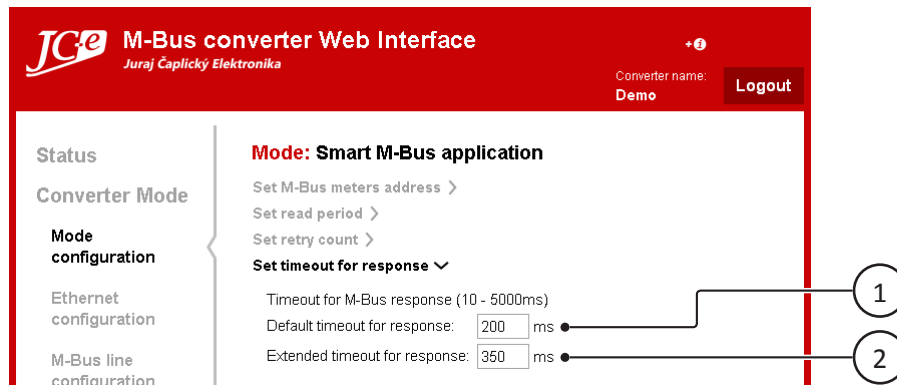 JC-e
M-Bus converter Web Interface
Juraj Čaplický Elektronika
+i
Converter name:
Demo
Logout
Status
Converter Mode
Mode
configuration
Ethernet
configuration
M-Bus line
configuration
Mode: Smart M-Bus application
Set M-Bus meters address >
Set read period >
Set retry count >
Set timeout for response
Timeout for M-Bus response (10 - 5000ms)
Default timeout for response: 200 ms
Extended timeout for response: 350 ms
1
2